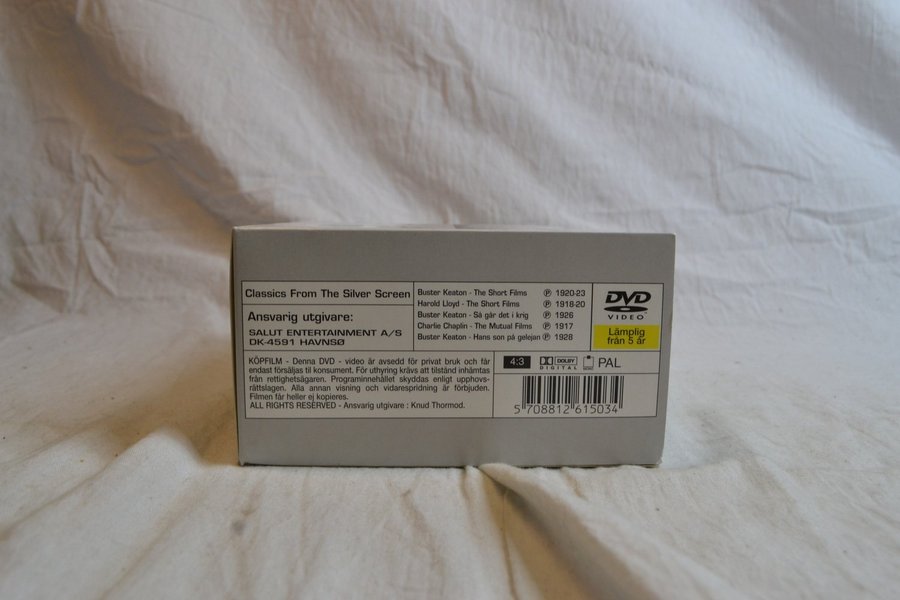 Classics From The Silver Screen
Ansvarig utgivare:
SALUT ENTERTAINMENT A/S
DK-4591 HAVNSØ
Buster Keaton - The Short Films ℗ 1920-23
Harold Lloyd - The Short Films ℗ 1918-20
Buster Keaton - Så går det i krig ℗ 1926
Charlie Chaplin - The Mutual Films ℗ 1917
Buster Keaton - Hans son på gelejan ℗ 1928
DVD
VIDEO
Lämplig
från 5 år
KÖPFILM - Denna DVD - video är avsedd för privat bruk och får
endast försäljas til konsument. För uthyring krävs att tilstånd inhämtas
från rettighetsägaren. Programinnehållet skyddas enligt upphovs-
rättslagen. Alla annan visning och vidarespridning är förbjuden.
Filmen får heller ej kopieres.
ALL RIGHTS RESERVED - Ansvarig utgivare : Knud Thormod.
4:3 DOLBY DIGITAL PAL
5 708812 615034